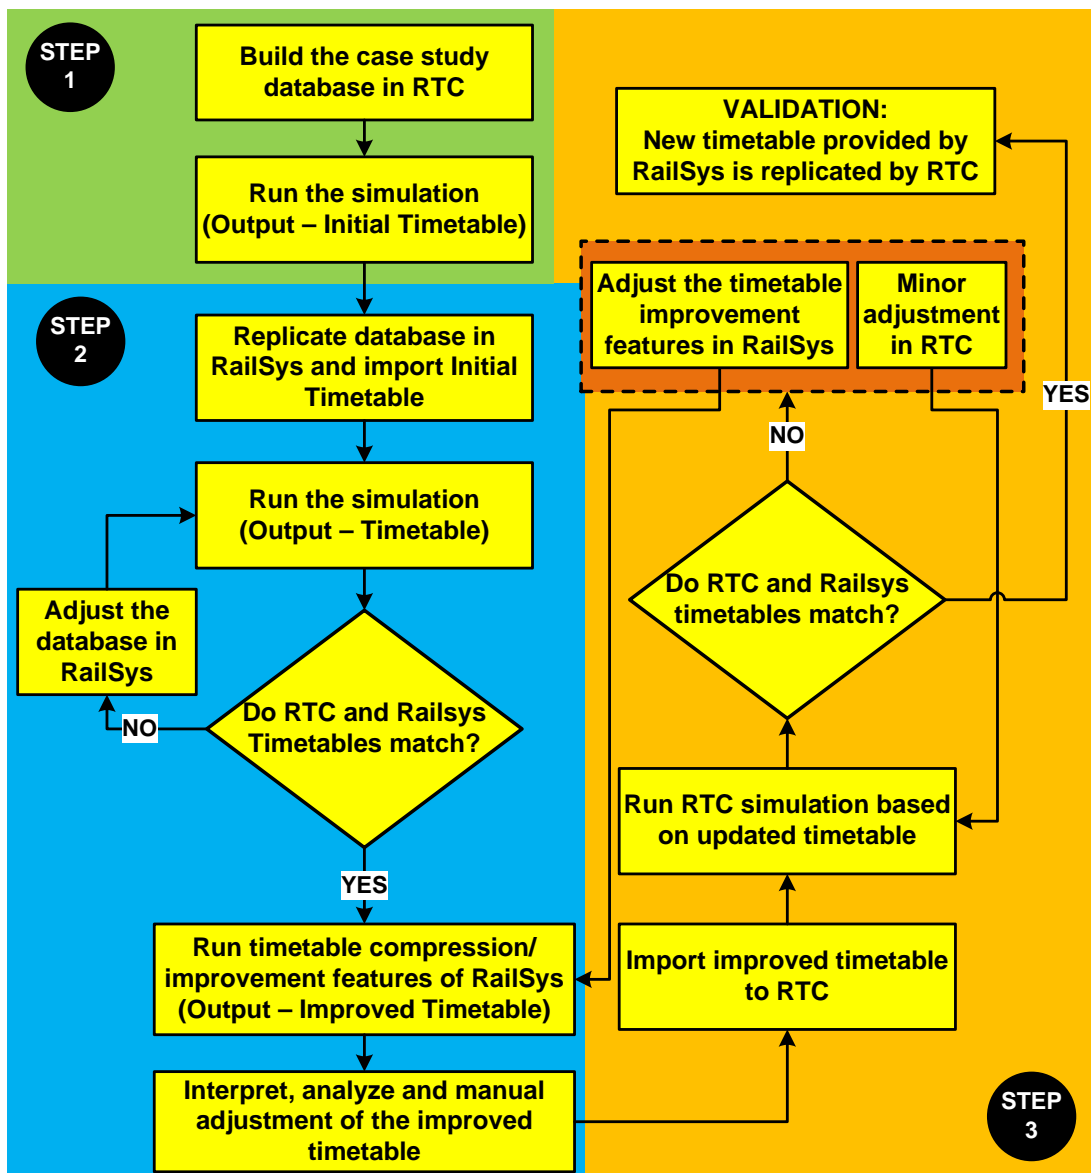 STEP
1
Build the case study
database in RTC
Run the simulation
(Output – Initial Timetable)
STEP
2
Replicate database in
RailSys and import Initial
Timetable
Run the simulation
(Output – Timetable)
Adjust the
database in
RailSys
Do RTC and Railsys
Timetables match?
NO
YES
Run timetable compression/
improvement features of RailSys
(Output – Improved Timetable)
Interpret, analyze and manual
adjustment of the improved
timetable
VALIDATION:
New timetable provided by
RailSys is replicated by RTC
Adjust the timetable
improvement
features in RailSys
Minor
adjustment
in RTC
YES
NO
Do RTC and Railsys
timetables match?
Run RTC simulation based
on updated timetable
Import improved timetable
to RTC
STEP
3